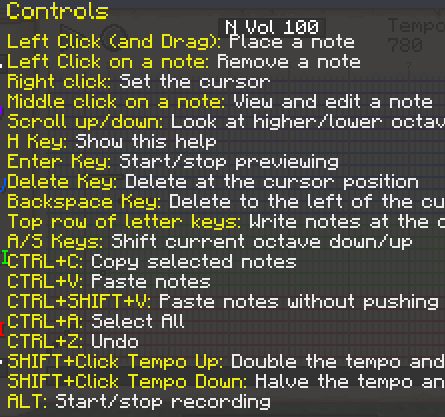 Controls
N Vol 100
Tempo
780
Left Click (and Drag): Place a note
Left Click on a note: Remove a note
Right click: Set the cursor
Middle click on a note: View and edit a note
Scroll up/down: Look at higher/lower octav
H Key: Show this help
Enter Key: Start/stop previewing
Delete Key: Delete at the cursor position
Backspace Key: Delete to the left of the cu
Top row of letter keys: Write notes at the c
A/S Keys: Shift current octave down/up
CTRL+C: Copy selected notes
CTRL+V: Paste notes
CTRL+SHIFT+V: Paste notes without pushing
CTRL+A: Select All
CTRL+Z: Undo
SHIFT+Click Tempo Up: Double the tempo and
SHIFT+Click Tempo Down: Halve the tempo an
ALT: Start/stop recording